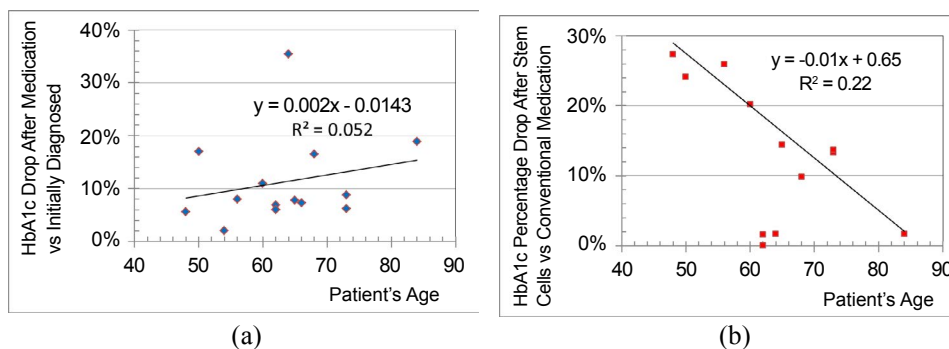 HbA1c Drop After Medication
vs Initially Diagnosed
40%
30%
20%
10%
0%
y = 0.002x - 0.0143
R² = 0.052
40 50 60 70 80 90
Patient's Age
(a)
HbA1c Percentage Drop After Stem
Cells vs Conventional Medication
30%
20%
10%
0%
y = -0.01x + 0.65
R² = 0.22
40 50 60 70 80 90
Patient's Age
(b)